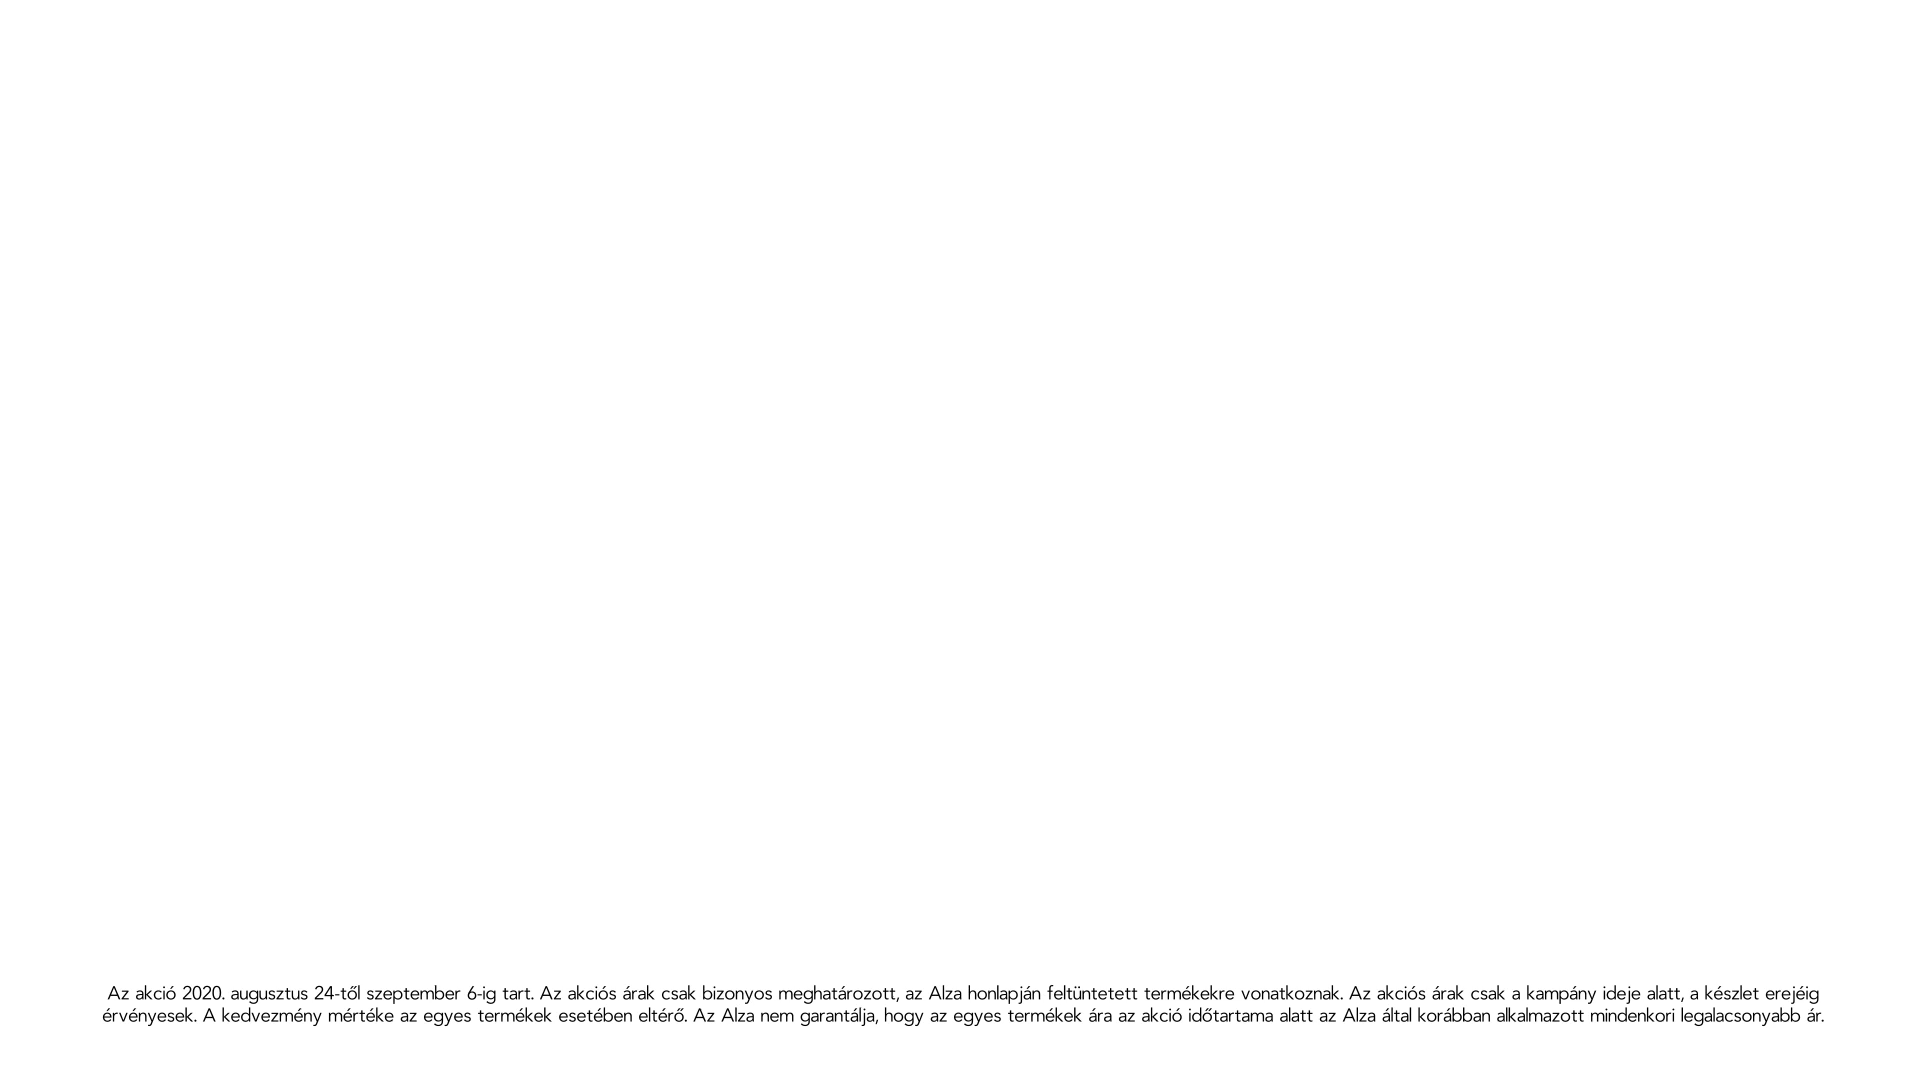 Az akció 2020. augusztus 24-től szeptember 6-ig tart. Az akciós árak csak bizonyos meghatározott, az Alza honlapján feltüntetett termékekre vonatkoznak. Az akciós árak csak a kampány ideje alatt, a készlet erejéig
érvényesek. A kedvezmény mértéke az egyes termékek esetében eltérő. Az Alza nem garantálja, hogy az egyes termékek ára az akció időtartama alatt az Alza által korábban alkalmazott mindenkori legalacsonyabb ár.